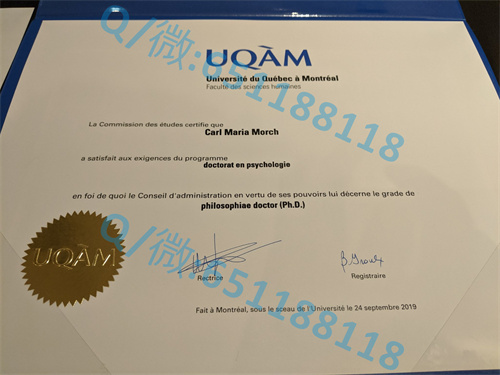 UQÀM
Université du Québec à Montréal
Faculté des sciences humaines
La Commission des études certifie que
Carl Maria Morch
a satisfait aux exigences du programme
doctorat en psychologie
en foi de quoi le Conseil d'administration en vertu de ses pouvoirs lui décerne le grade de
philosophiae doctor (Ph.D.)
UQÀM
Rectrice
Registraire
Fait à Montréal, sous le sceau de l'Université le 24 septembre 2019
Q/微:651188118
Q/微:651188118